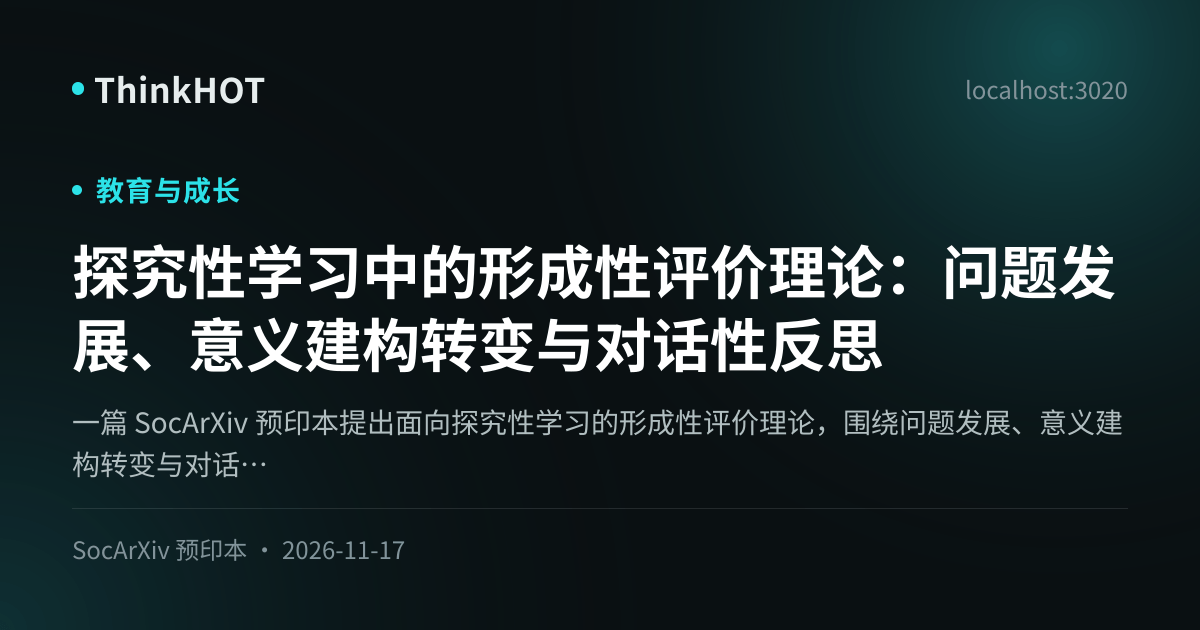 ThinkHOT
localhost:3020
教育与成长
探究性学习中的形成性评价理论：问题发
展、意义建构转变与对话性反思
一篇 SocArXiv 预印本提出面向探究性学习的形成性评价理论，围绕问题发展、意义建
构转变与对话…
SocArXiv 预印本 · 2026-11-17